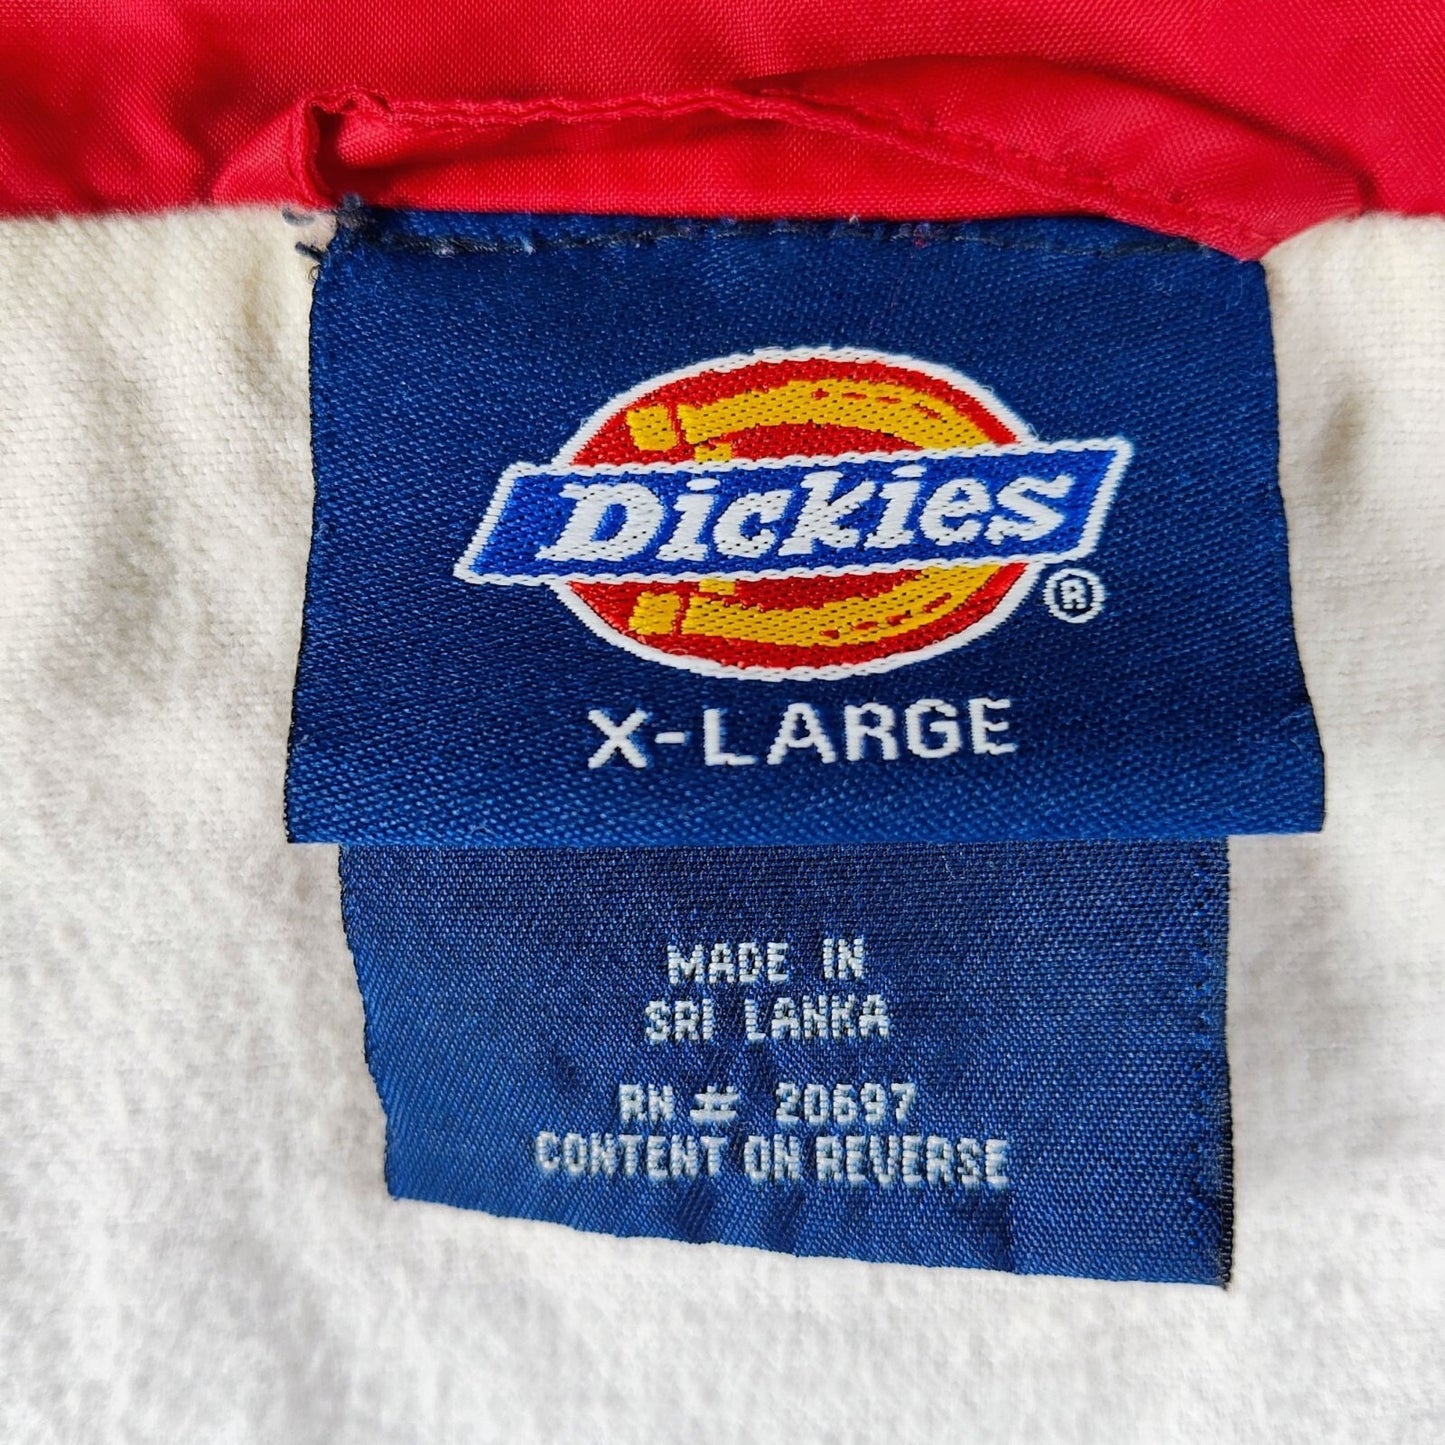 Dickies
®
X-LARGE
MADE IN
SRI LANKA
RN # 20697
CONTENT ON REVERSE